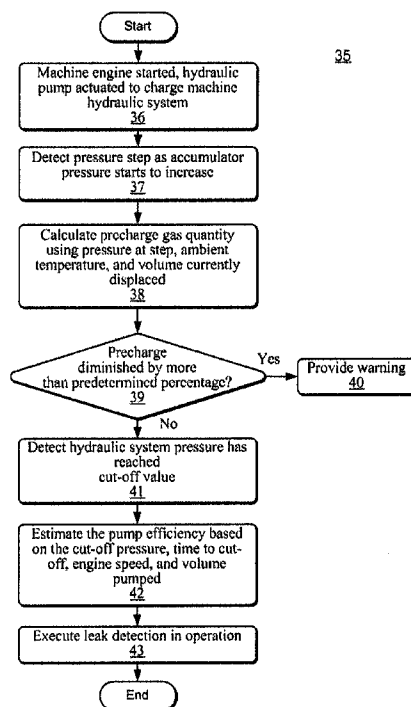 Start
35
Machine engine started, hydraulic
pump actuated to charge machine
hydraulic system
36
Detect pressure step as accumulator
pressure starts to increase
37
Calculate precharge gas quantity
using pressure at step, ambient
temperature, and volume currently
displaced
38
Precharge
diminished by more
than predetermined percentage?
39
Yes
Provide warning
40
No
Detect hydraulic system pressure has
reached
cut-off value
41
Estimate the pump efficiency based
on the cut-off pressure, time to cut-
off, engine speed, and volume
pumped
42
Execute leak detection in operation
43
End